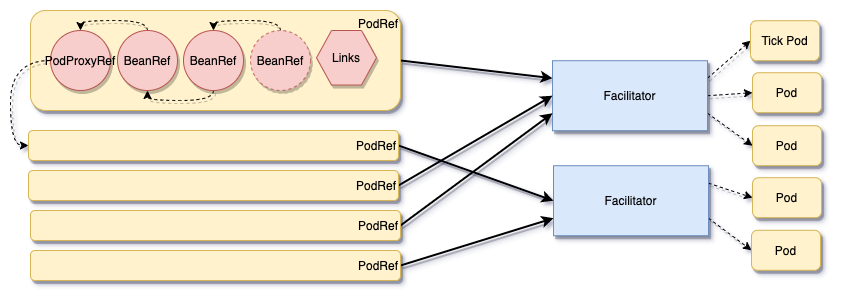 PodRef
PodProxyRef
BeanRef
BeanRef
BeanRef
Links
PodRef
PodRef
PodRef
PodRef
Facilitator
Facilitator
Tick Pod
Pod
Pod
Pod
Pod